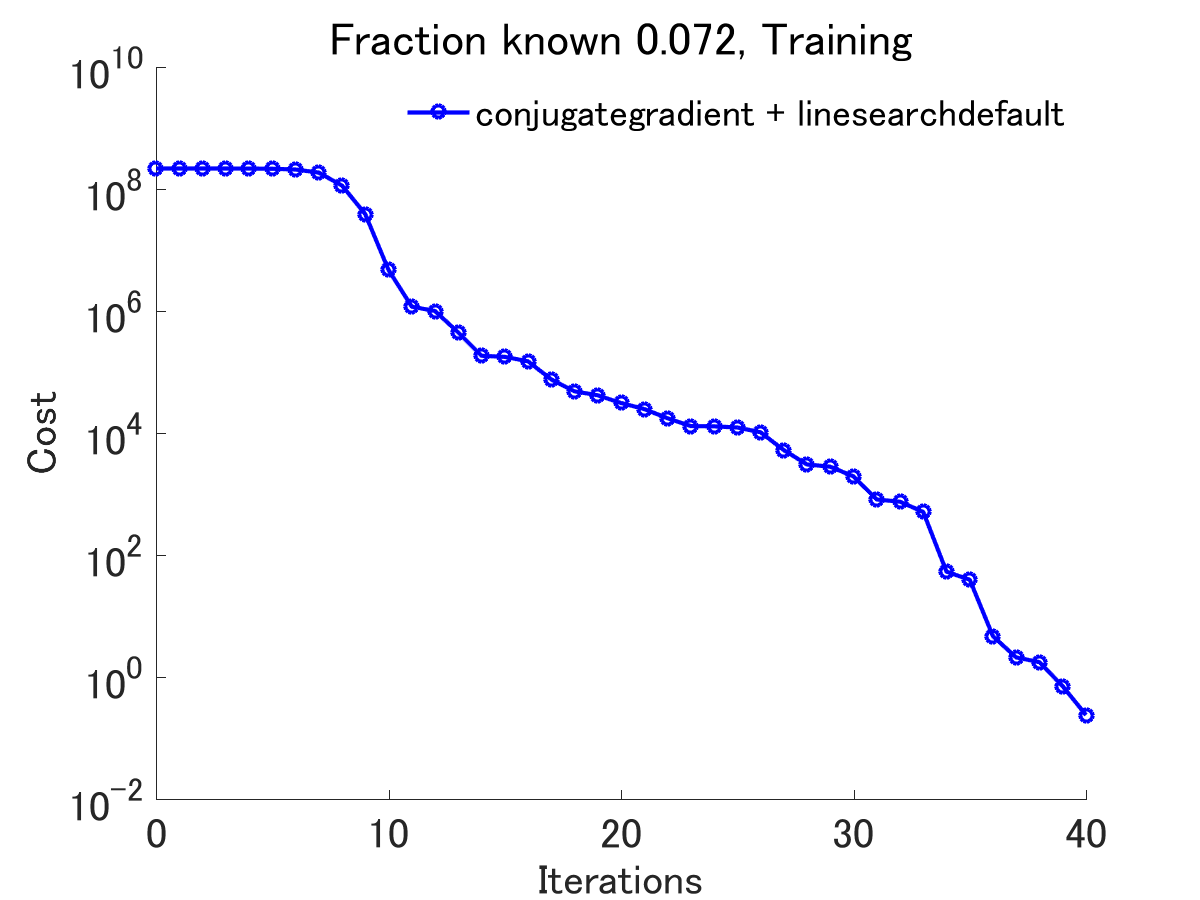 Fraction known 0.072, Training
conjugategradient + linesearchdefault
10^10
10^8
10^6
10^4
10^2
10^0
10^−2
Cost
0 10 20 30 40
Iterations